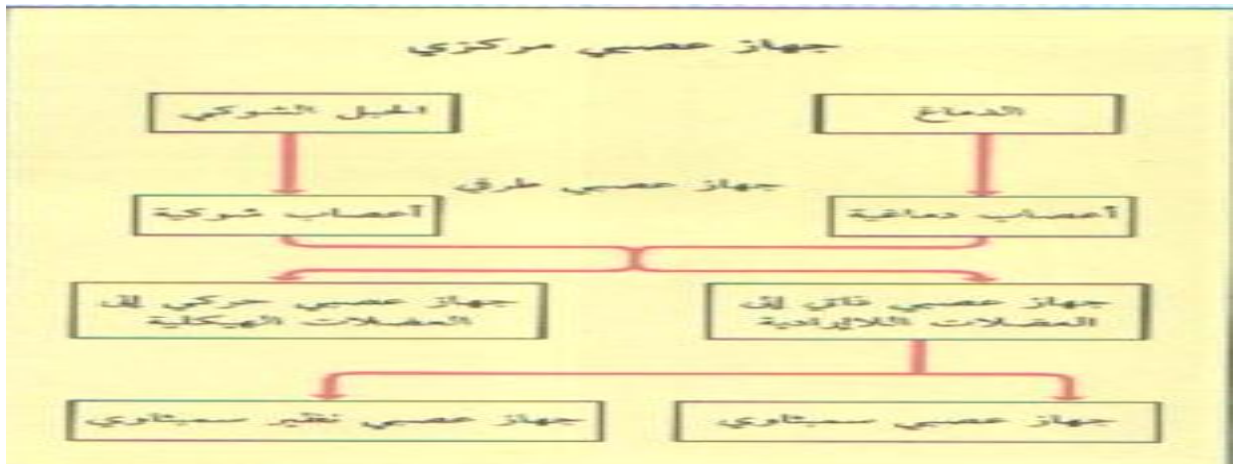 جهاز عصبي مركزي
الدماغ
الحبل الشوكي
جهاز عصبي طرفي
أعصاب دماغية
أعصاب شوكية
جهاز عصبي ذاتي إلى
العضلات اللاإرادية
جهاز عصبي حركي إلى
العضلات الهيكلية
جهاز عصبي سمبثاوي
جهاز عصبي نظير سمبثاوي